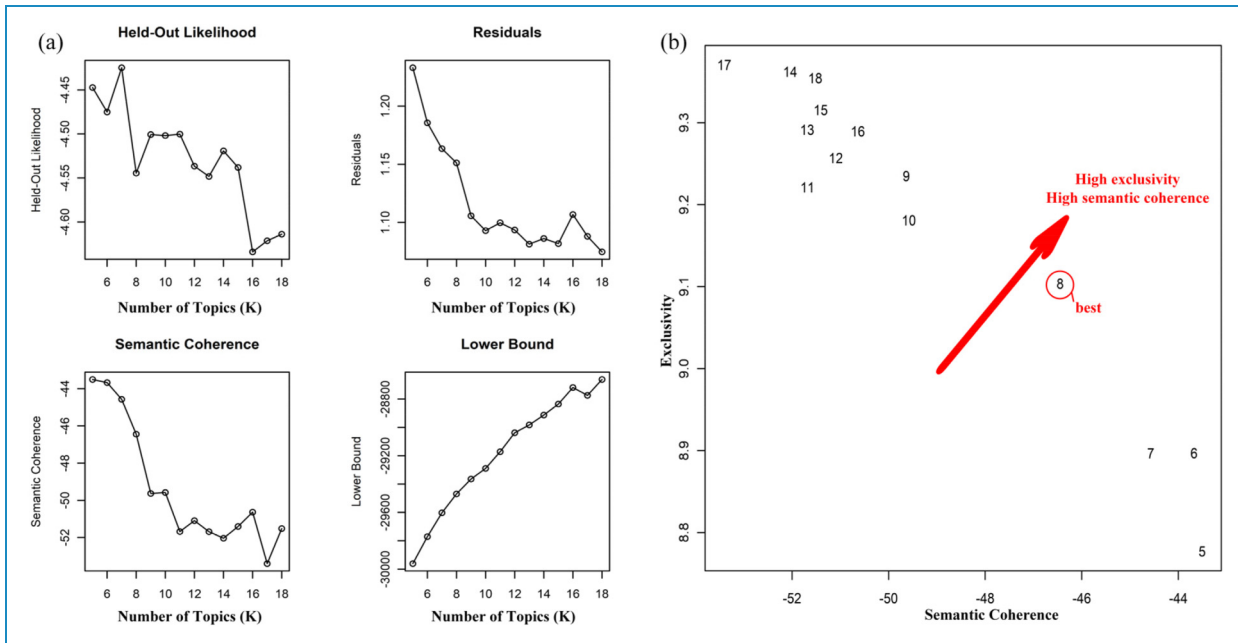 (a)
Held-Out Likelihood
Held-Out Likelihood
-4.45
-4.50
-4.55
-4.60
6 8 10 12 14 16 18
Number of Topics (K)
Residuals
Residuals
1.20
1.15
1.10
6 8 10 12 14 16 18
Number of Topics (K)
Semantic Coherence
Semantic Coherence
-44
-46
-48
-50
-52
6 8 10 12 14 16 18
Number of Topics (K)
Lower Bound
Lower Bound
-28800
-29200
-29600
-30000
6 8 10 12 14 16 18
Number of Topics (K)
(b)
Exclusivity
9.3
9.2
9.1
9.0
8.9
8.8
17
14
18
15
13
16
12
9
11
10
High exclusivity
High semantic coherence
8
best
7
6
5
-52 -50 -48 -46 -44
Semantic Coherence